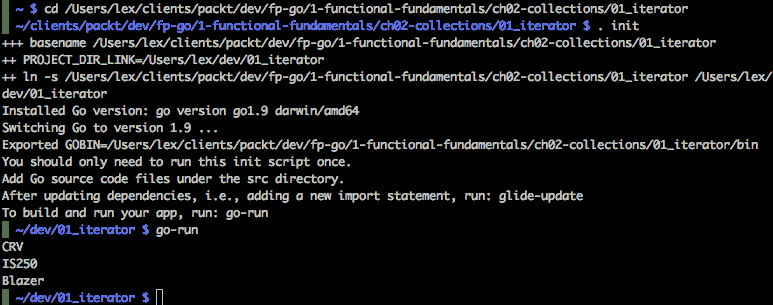 ~ $ cd /Users/lex/clients/packt/dev/fp-go/1-functional-fundamentals/ch02-collections/01_iterator
~/clients/packt/dev/fp-go/1-functional-fundamentals/ch02-collections/01_iterator $ . init
+++ basename /Users/lex/clients/packt/dev/fp-go/1-functional-fundamentals/ch02-collections/01_iterator
++ PROJECT_DIR_LINK=/Users/lex/dev/01_iterator
++ ln -s /Users/lex/clients/packt/dev/fp-go/1-functional-fundamentals/ch02-collections/01_iterator /Users/lex/
dev/01_iterator
Installed Go version: go version go1.9 darwin/amd64
Switching Go to version 1.9 ...
Exported GOBIN=/Users/lex/clients/packt/dev/fp-go/1-functional-fundamentals/ch02-collections/01_iterator/bin
You should only need to run this init script once.
Add Go source code files under the src directory.
After updating dependencies, i.e., adding a new import statement, run: glide-update
To build and run your app, run: go-run
~/dev/01_iterator $ go-run
CRV
IS250
Blazer
~/dev/01_iterator $